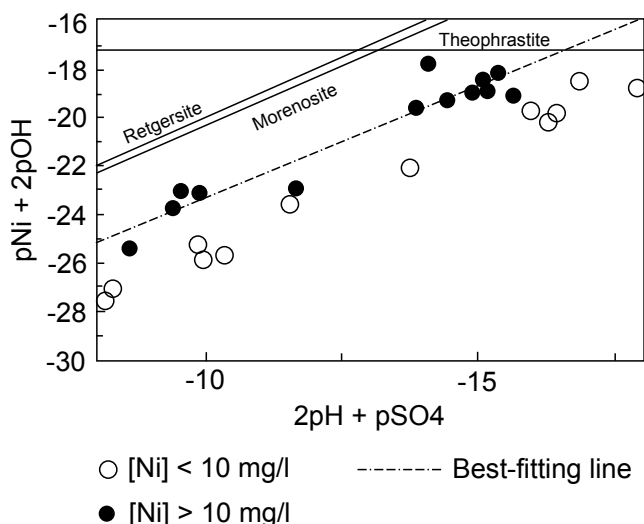 -16
-18
-20
-22
-24
-26
-28
-30
pNi + 2pOH
Theophrastite
Retgersite
Morenosite
-10
-15
2pH + pSO4
[Ni] < 10 mg/l
Best-fitting line
[Ni] > 10 mg/l